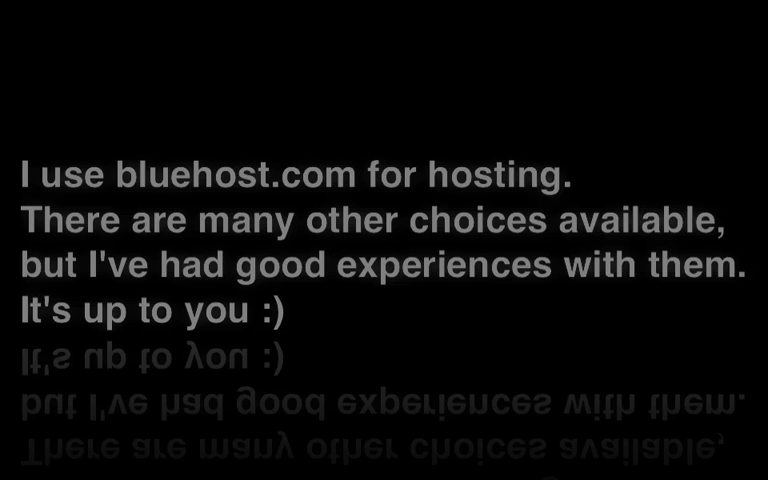 I use bluehost.com for hosting.
There are many other choices available,
but I've had good experiences with them.
It's up to you :)